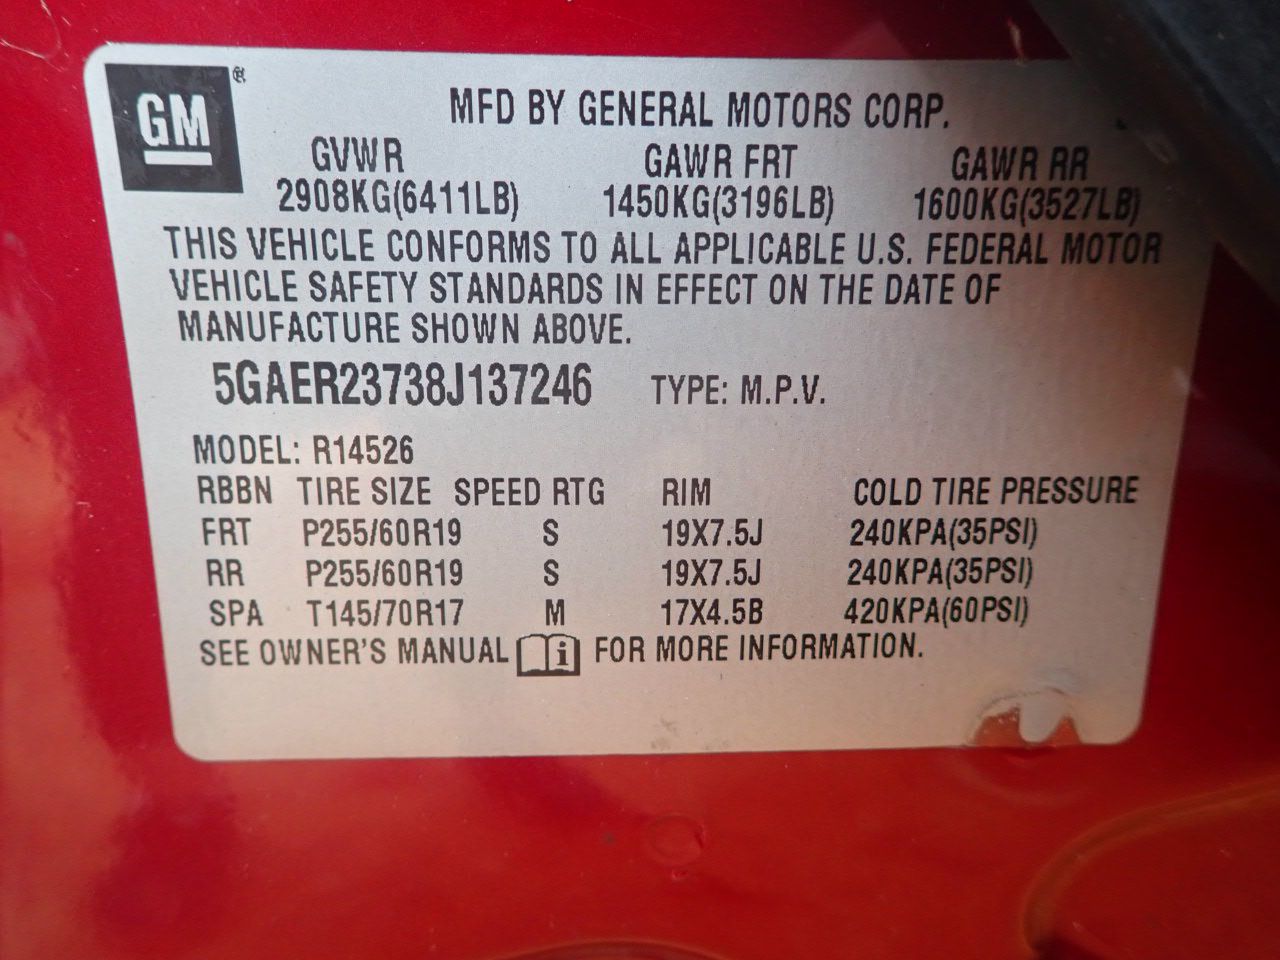 GM ®
MFD BY GENERAL MOTORS CORP.
GVWR GAWR FRT GAWR RR
2908KG(6411LB) 1450KG(3196LB) 1600KG(3527LB)
THIS VEHICLE CONFORMS TO ALL APPLICABLE U.S. FEDERAL MOTOR
VEHICLE SAFETY STANDARDS IN EFFECT ON THE DATE OF
MANUFACTURE SHOWN ABOVE.
5GAER23738J137246 TYPE: M.P.V.
MODEL: R14526
RBBN TIRE SIZE SPEED RTG RIM COLD TIRE PRESSURE
FRT P255/60R19 S 19X7.5J 240KPA(35PSI)
RR P255/60R19 S 19X7.5J 240KPA(35PSI)
SPA T145/70R17 M 17X4.5B 420KPA(60PSI)
SEE OWNER'S MANUAL i FOR MORE INFORMATION.